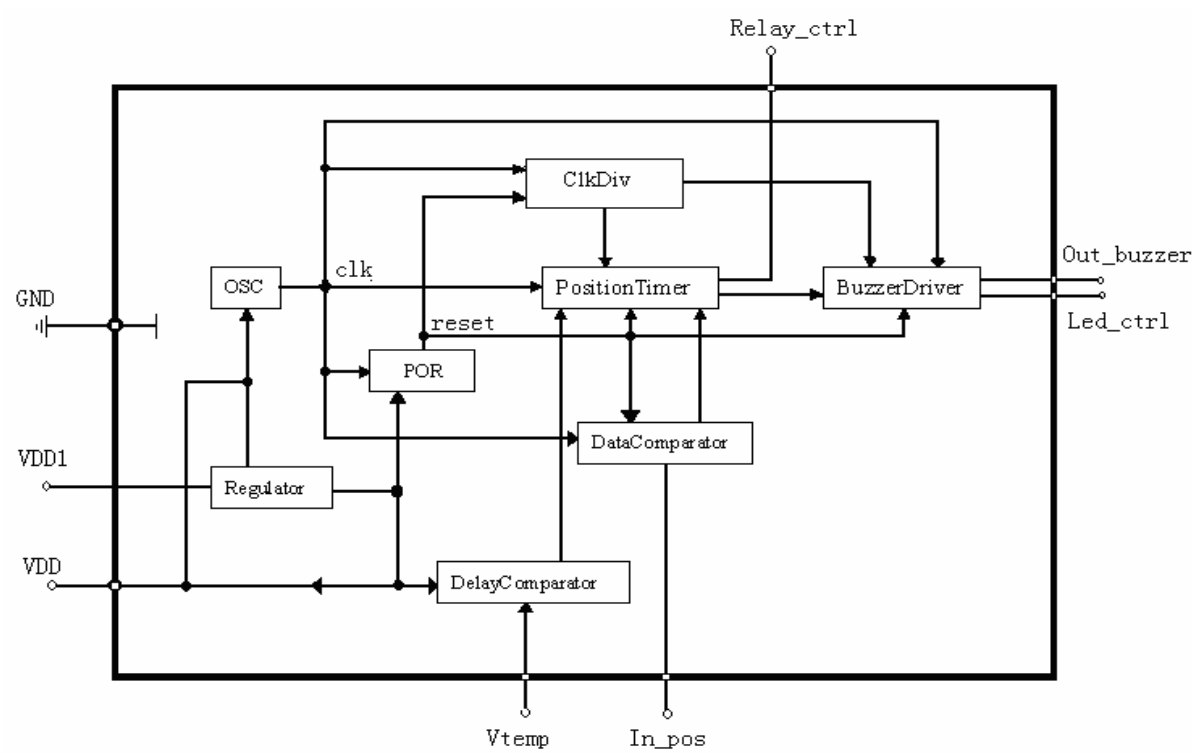 Relay_ctrl
ClkDiv
OSC
clk
PositionTimer
BuzzerDriver
Out_buzzer
GND
reset
Led_ctrl
POR
DataComparator
VDD1
Regulator
VDD
DelayComparator
Vtemp
In_pos